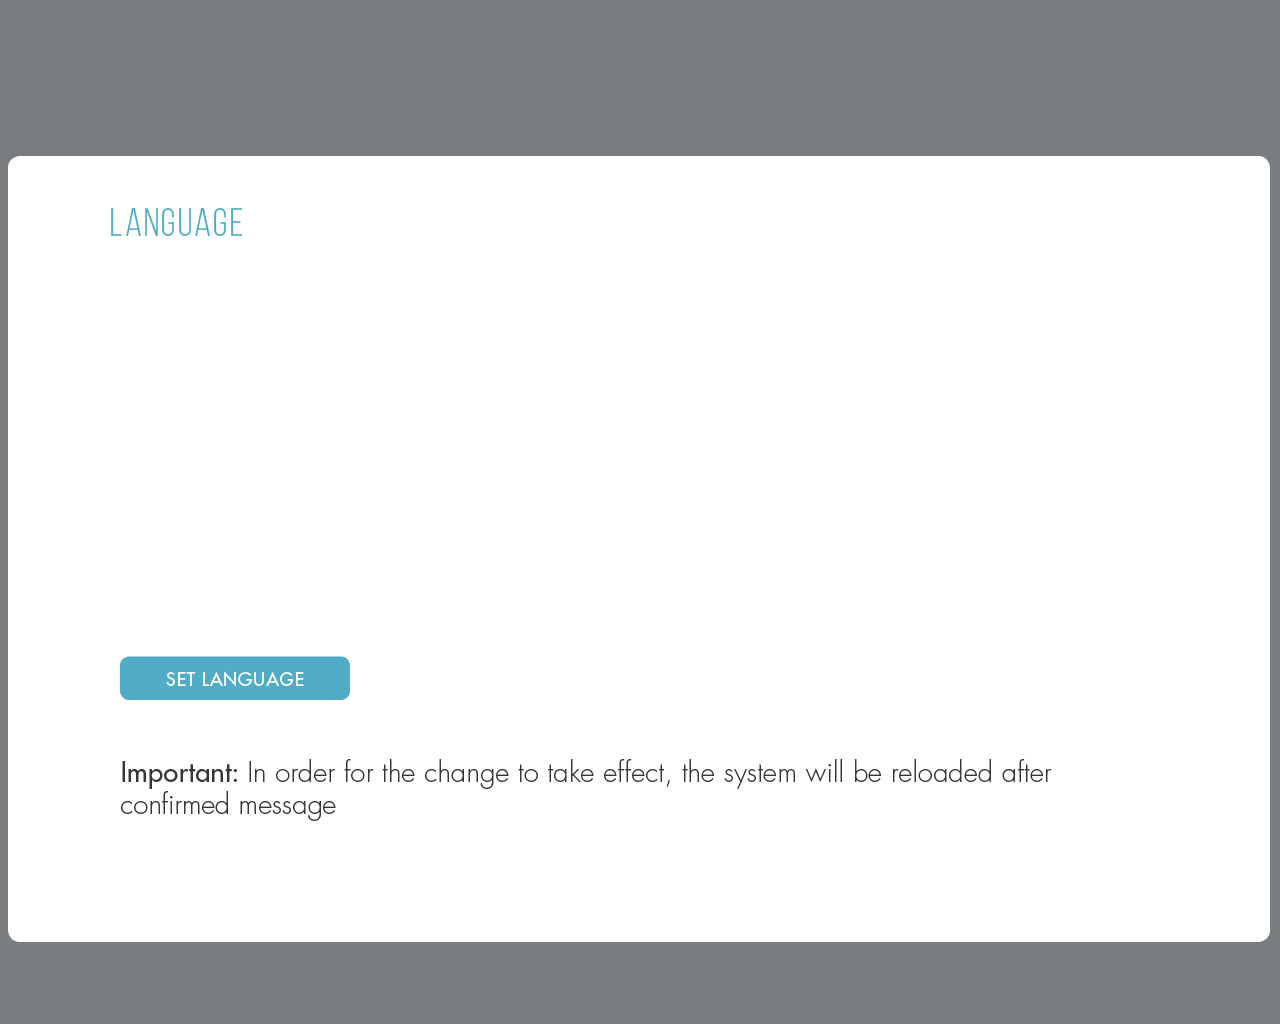 LANGUAGE
SET LANGUAGE
Important: In order for the change to take effect, the system will be reloaded after
confirmed message